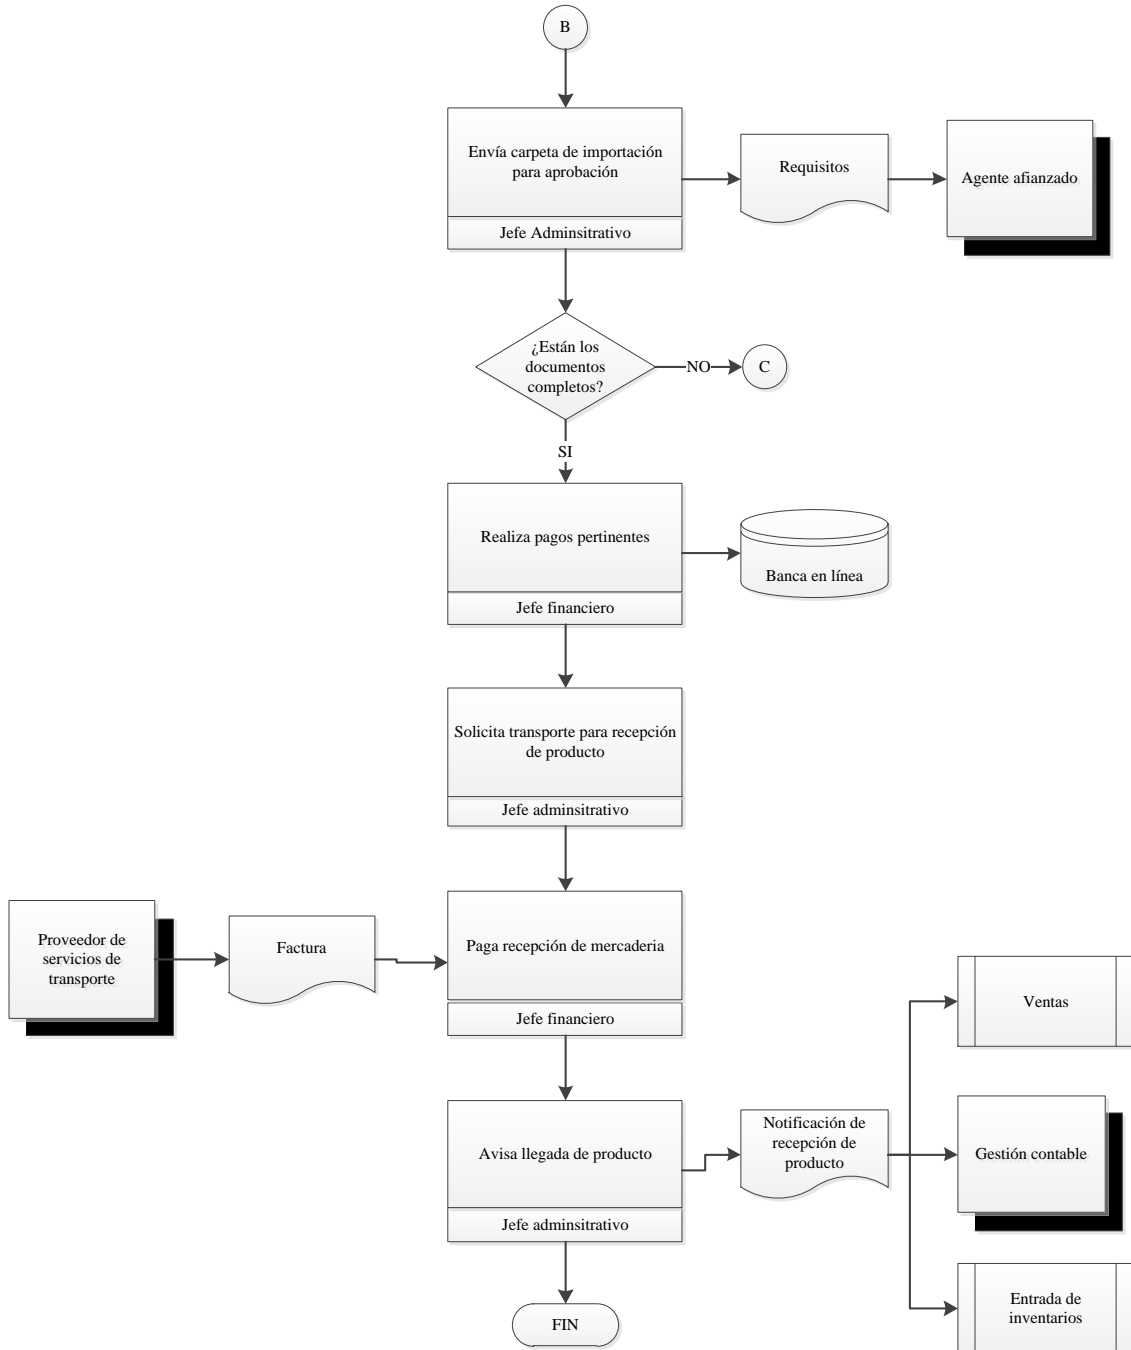 B
Envía carpeta de importación
para aprobación
Jefe Adminsitrativo
Requisitos
Agente afianzado
¿Están los
documentos
completos?
NO
C
SI
Realiza pagos pertinentes
Jefe financiero
Banca en línea
Solicita transporte para recepción
de producto
Jefe adminsitrativo
Proveedor de
servicios de
transporte
Factura
Paga recepción de mercaderia
Jefe financiero
Ventas
Avisa llegada de producto
Jefe adminsitrativo
Notificación de
recepción de
producto
Gestión contable
Entrada de
inventarios
FIN